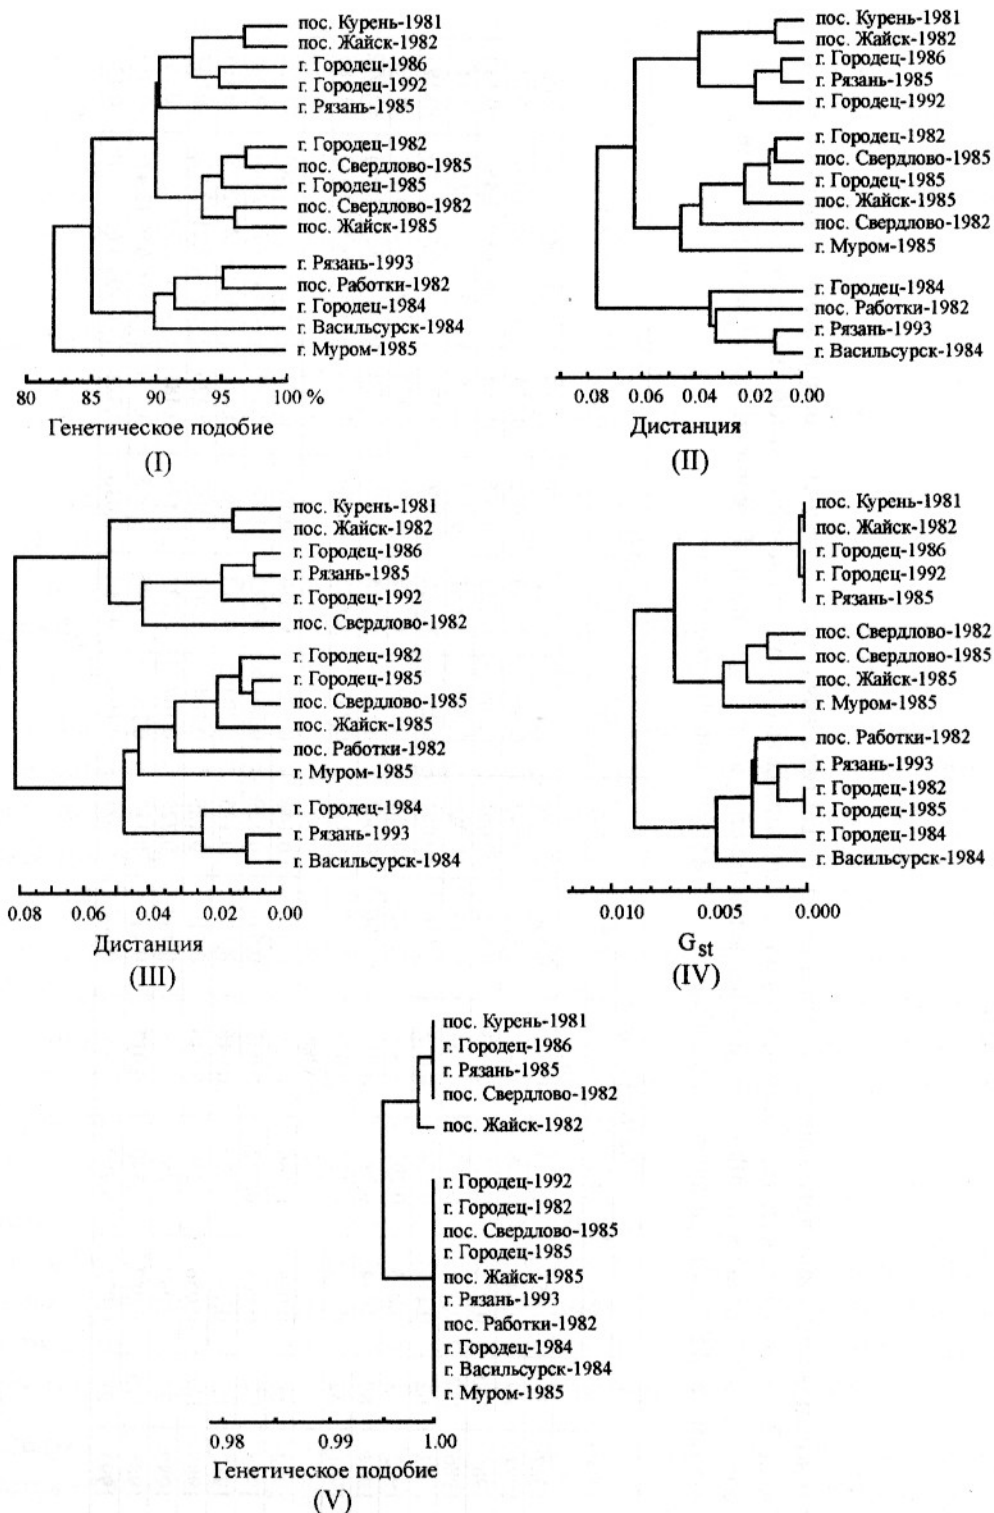 пос. Курень-1981
пос. Жайск-1982
г. Городец-1986
г. Городец-1992
г. Рязань-1985
г. Городец-1982
пос. Свердлово-1985
г. Городец-1985
пос. Свердлово-1982
пос. Жайск-1985
г. Рязань-1993
пос. Работки-1982
г. Городец-1984
г. Васильсурск-1984
г. Муром-1985
80 85 90 95 100 %
Генетическое подобие
(I)
пос. Курень-1981
пос. Жайск-1982
г. Городец-1986
г. Рязань-1985
г. Городец-1992
г. Городец-1982
пос. Свердлово-1985
г. Городец-1985
пос. Жайск-1985
пос. Свердлово-1982
г. Муром-1985
г. Городец-1984
пос. Работки-1982
г. Рязань-1993
г. Васильсурск-1984
0.08 0.06 0.04 0.02 0.00
Дистанция
(II)
пос. Курень-1981
пос. Жайск-1982
г. Городец-1986
г. Рязань-1985
г. Городец-1992
пос. Свердлово-1982
г. Городец-1982
г. Городец-1985
пос. Свердлово-1985
пос. Жайск-1985
пос. Работки-1982
г. Муром-1985
г. Городец-1984
г. Рязань-1993
г. Васильсурск-1984
0.08 0.06 0.04 0.02 0.00
Дистанция
(III)
пос. Курень-1981
пос. Жайск-1982
г. Городец-1986
г. Городец-1992
г. Рязань-1985
пос. Свердлово-1982
пос. Свердлово-1985
пос. Жайск-1985
г. Муром-1985
пос. Работки-1982
г. Рязань-1993
г. Городец-1982
г. Городец-1985
г. Городец-1984
г. Васильсурск-1984
0.010 0.005 0.000
Gst
(IV)
пос. Курень-1981
г. Городец-1986
г. Рязань-1985
пос. Свердлово-1982
пос. Жайск-1982
г. Городец-1992
г. Городец-1982
пос. Свердлово-1985
г. Городец-1985
пос. Жайск-1985
г. Рязань-1993
пос. Работки-1982
г. Городец-1984
г. Васильсурск-1984
г. Муром-1985
0.98 0.99 1.00
Генетическое подобие
(V)